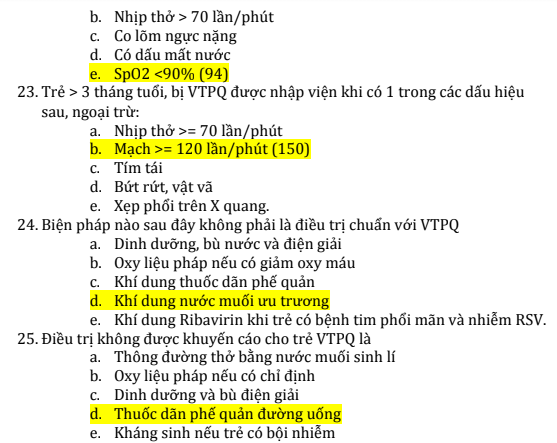 b. Nhịp thở > 70 lần/phút
c. Co lõm ngực nặng
d. Có dấu mất nước
e. SpO2 <90% (94)
23. Trẻ > 3 tháng tuổi, bị VTPQ được nhập viện khi có 1 trong các dấu hiệu
sau, ngoại trừ:
a. Nhịp thở >= 70 lần/phút
b. Mạch >= 120 lần/phút (150)
c. Tím tái
d. Bứt rứt, vật vã
e. Xẹp phổi trên X quang.
24. Biện pháp nào sau đây không phải là điều trị chuẩn với VTPQ
a. Dinh dưỡng, bù nước và điện giải
b. Oxy liệu pháp nếu có giảm oxy máu
c. Khí dung thuốc dãn phế quản
d. Khí dung nước muối ưu trương
e. Khí dung Ribavirin khi trẻ có bệnh tim phổi mãn và nhiễm RSV.
25. Điều trị không được khuyến cáo cho trẻ VTPQ là
a. Thông đường thở bằng nước muối sinh lí
b. Oxy liệu pháp nếu có chỉ định
c. Dinh dưỡng và bù điện giải
d. Thuốc dãn phế quản đường uống
e. Kháng sinh nếu trẻ có bội nhiễm